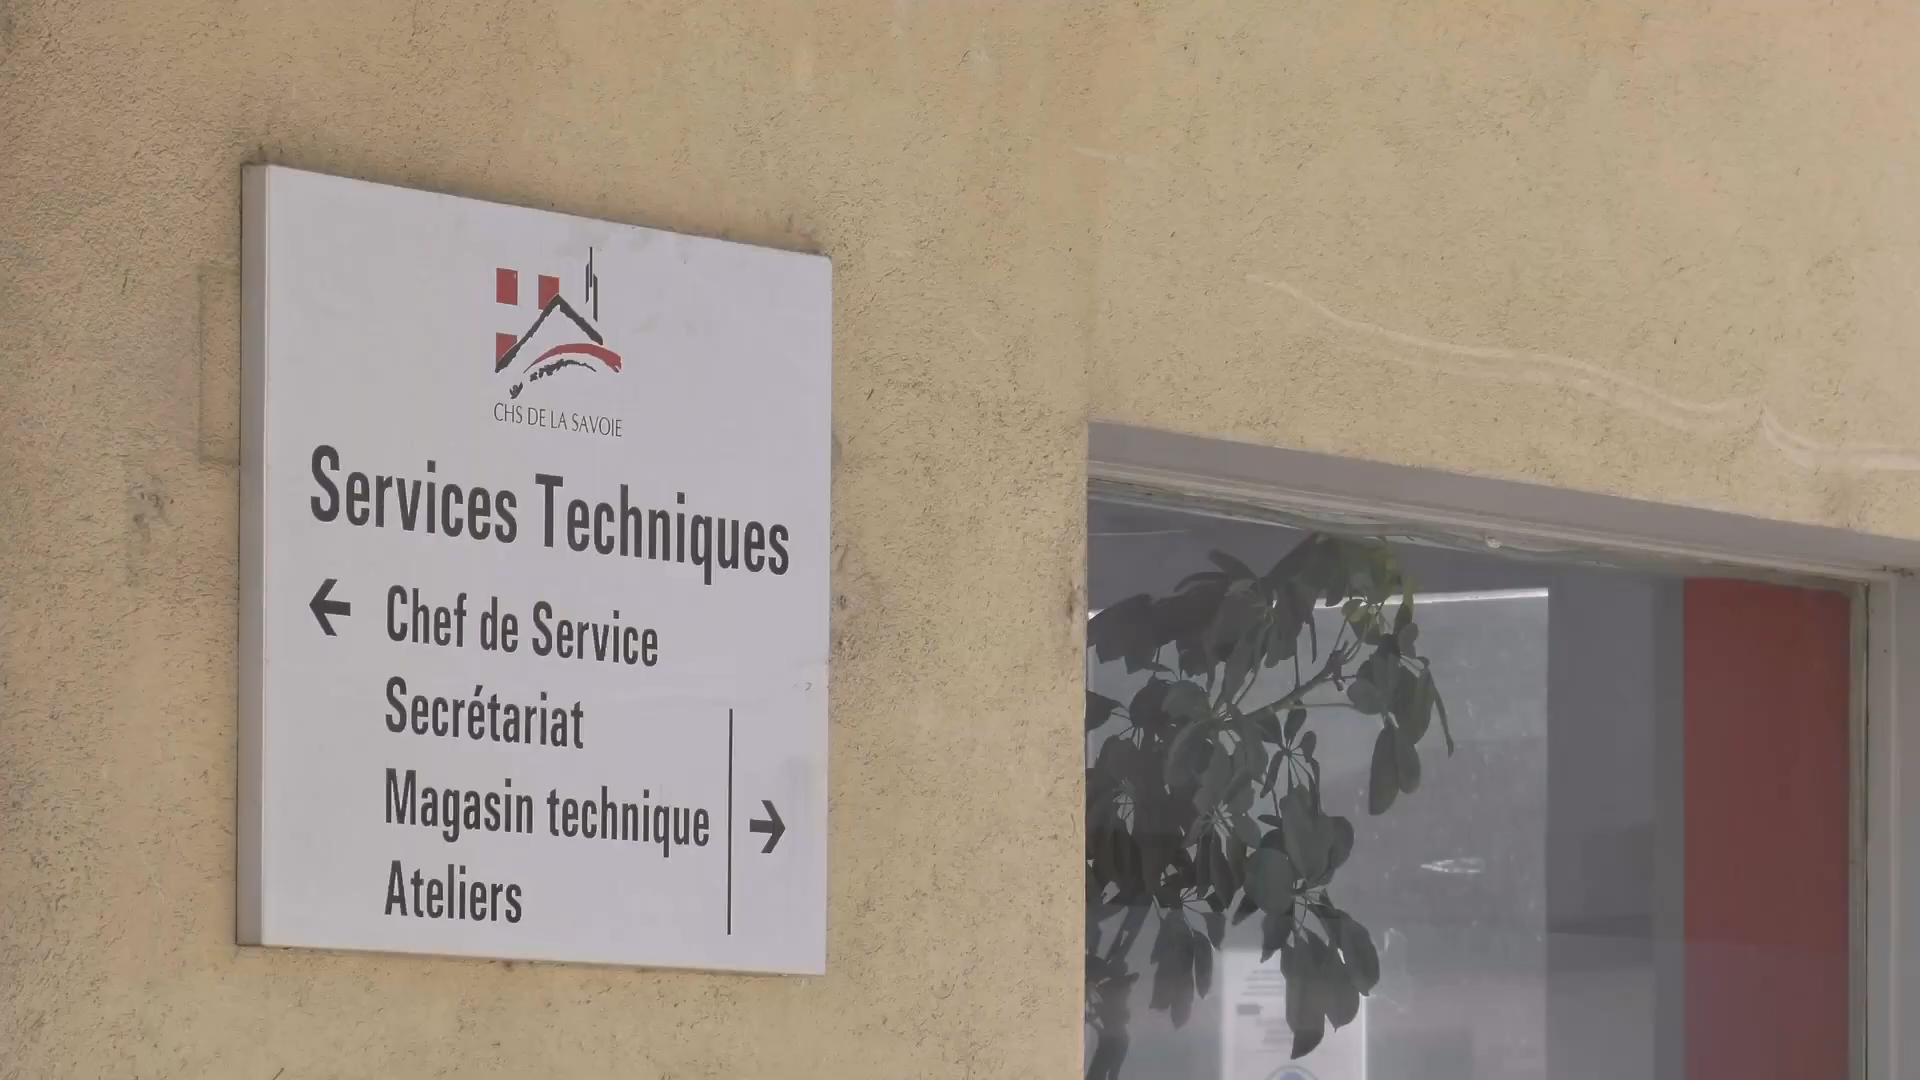 CHS DE LA SAVOIE
Services Techniques
← Chef de Service
Secrétariat
Magasin technique →
Ateliers